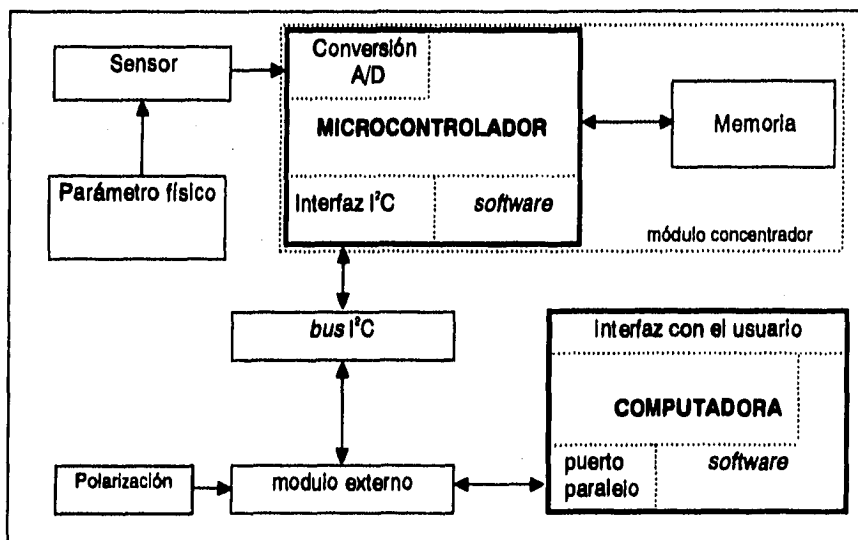 Sensor
Conversión
A/D
MICROCONTROLADOR
Memoria
Parámetro físico
Interfaz I²C
software
módulo concentrador
bus I²C
interfaz con el usuario
COMPUTADORA
Polarización
modulo externo
puerto
paralelo
software